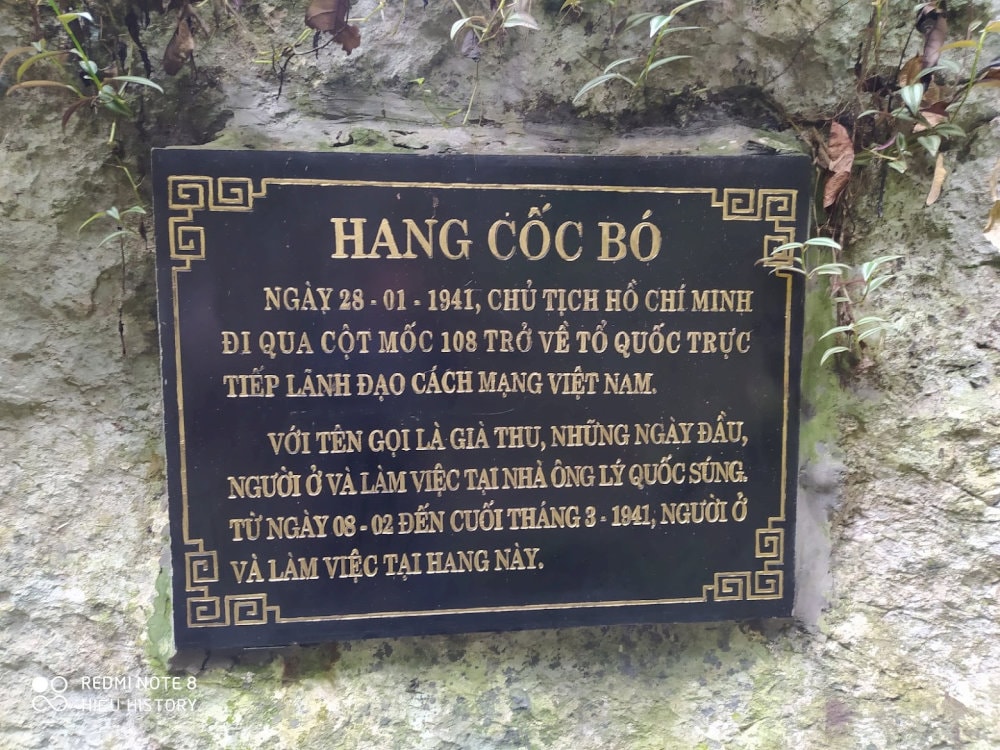 HANG CỐC BÓ
NGÀY 28 - 01 - 1941, CHỦ TỊCH HỒ CHÍ MINH
ĐI QUA CỘT MỐC 108 TRỞ VỀ TỔ QUỐC TRỰC
TIẾP LÃNH ĐẠO CÁCH MẠNG VIỆT NAM.
VỚI TÊN GỌI LÀ GIÀ THU, NHỮNG NGÀY ĐẦU,
NGƯỜI Ở VÀ LÀM VIỆC TẠI NHÀ ÔNG LÝ QUỐC SÚNG.
TỪ NGÀY 08 - 02 ĐẾN CUỐI THÁNG 3 - 1941, NGƯỜI Ở
VÀ LÀM VIỆC TẠI HANG NÀY.
REDMI NOTE 8
HIEU HISTORY